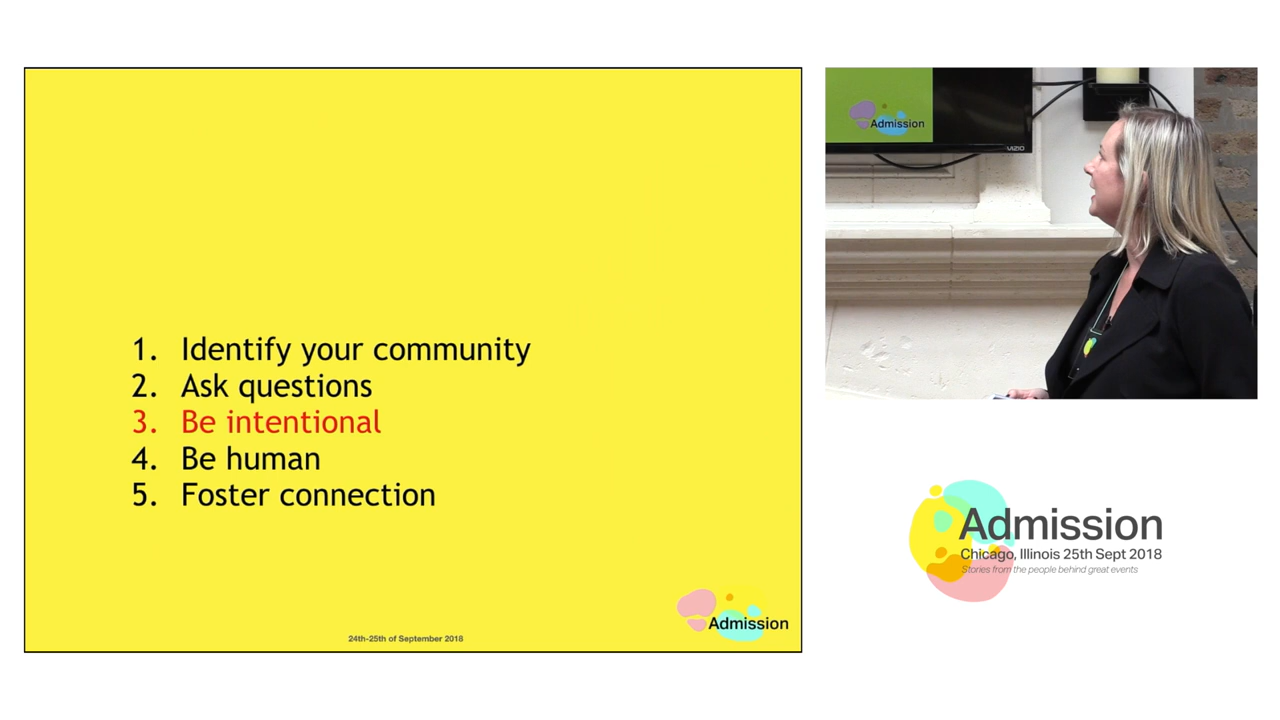 1. Identify your community
2. Ask questions
3. Be intentional
4. Be human
5. Foster connection
24th-25th of September 2018
Admission
Admission
VIZIO
Admission
Chicago, Illinois 25th Sept 2018
Stories from the people behind great events